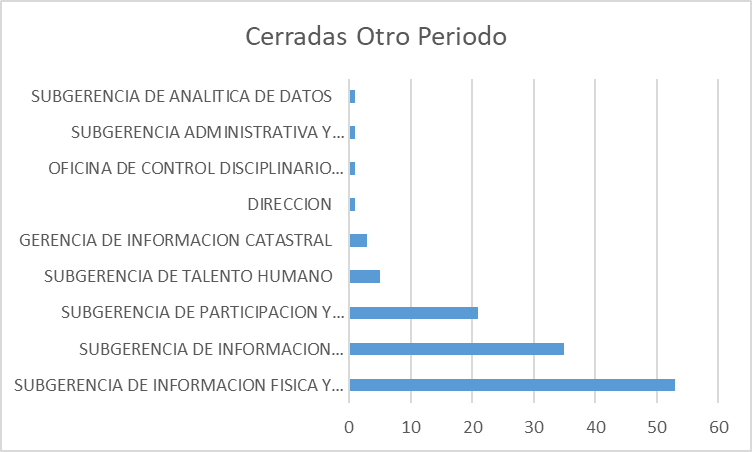 Cerradas Otro Periodo
SUBGERENCIA DE ANALITICA DE DATOS
SUBGERENCIA ADMINISTRATIVA Y...
OFICINA DE CONTROL DISCIPLINARIO...
DIRECCION
GERENCIA DE INFORMACION CATASTRAL
SUBGERENCIA DE TALENTO HUMANO
SUBGERENCIA DE PARTICIPACION Y...
SUBGERENCIA DE INFORMACION...
SUBGERENCIA DE INFORMACION FISICA Y...
0 10 20 30 40 50 60